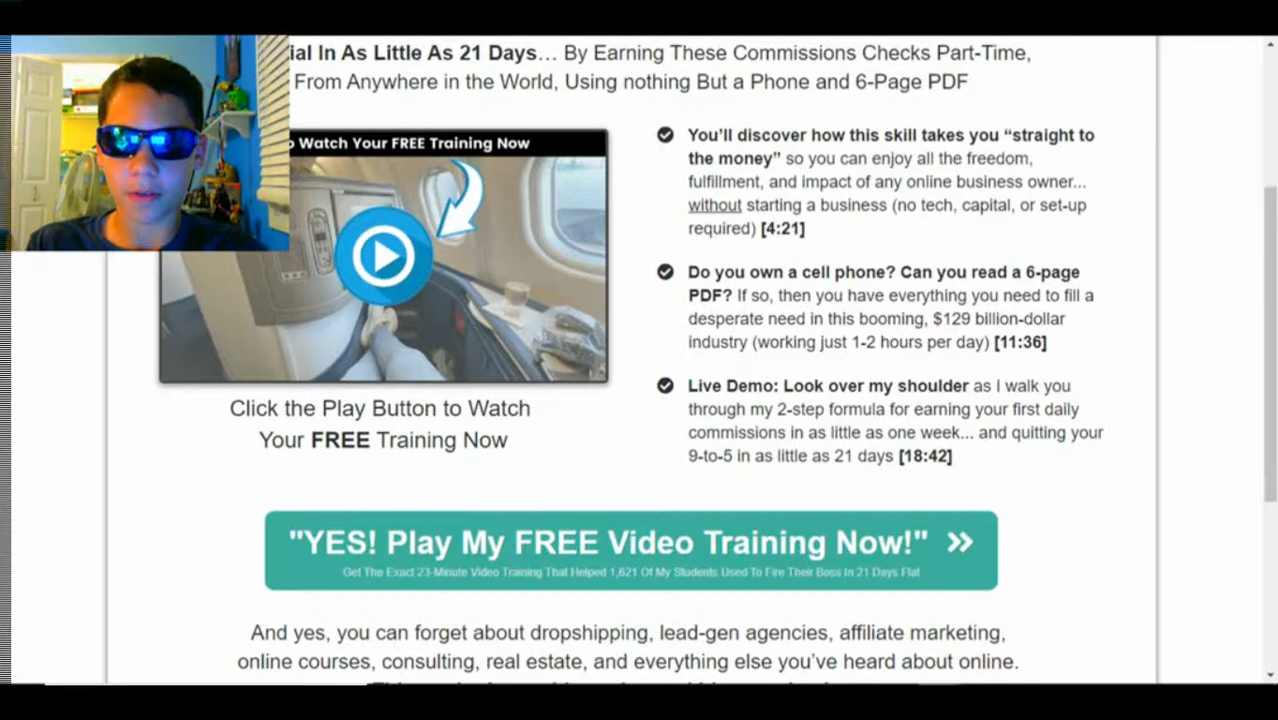 ial In As Little As 21 Days… By Earning These Commissions Checks Part-Time,
From Anywhere in the World, Using nothing But a Phone and 6-Page PDF
Watch Your FREE Training Now
Click the Play Button to Watch
Your FREE Training Now
You'll discover how this skill takes you “straight to
the money” so you can enjoy all the freedom,
fulfillment, and impact of any online business owner...
without starting a business (no tech, capital, or set-up
required) [4:21]
Do you own a cell phone? Can you read a 6-page
PDF? If so, then you have everything you need to fill a
desperate need in this booming, $129 billion-dollar
industry (working just 1-2 hours per day) [11:36]
Live Demo: Look over my shoulder as I walk you
through my 2-step formula for earning your first daily
commissions in as little as one week... and quitting your
9-to-5 in as little as 21 days [18:42]
"YES! Play My FREE Video Training Now!"
Get The Exact 23-Minute Video Training That Helped 1,621 Of My Students Used To Fire Their Boss In 21 Days Flat
And yes, you can forget about dropshipping, lead-gen agencies, affiliate marketing,
online courses, consulting, real estate, and everything else you've heard about online.